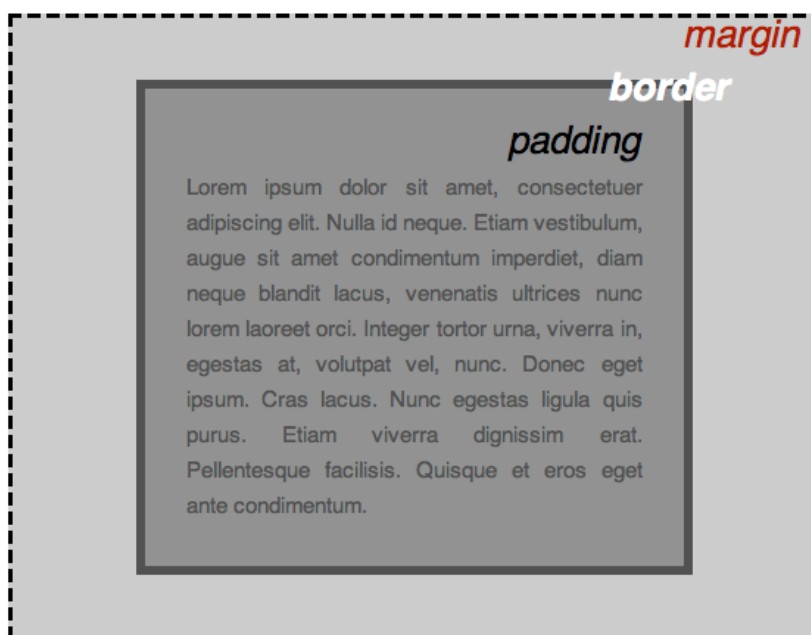 margin
border
padding
Lorem ipsum dolor sit amet, consectetuer
adipiscing elit. Nulla id neque. Etiam vestibulum,
augue sit amet condimentum imperdiet, diam
neque blandit lacus, venenatis ultrices nunc
lorem laoreet orci. Integer tortor urna, viverra in,
egestas at, volutpat vel, nunc. Donec eget
ipsum. Cras lacus. Nunc egestas ligula quis
purus. Etiam viverra dignissim erat.
Pellentesque facilisis. Quisque et eros eget
ante condimentum.